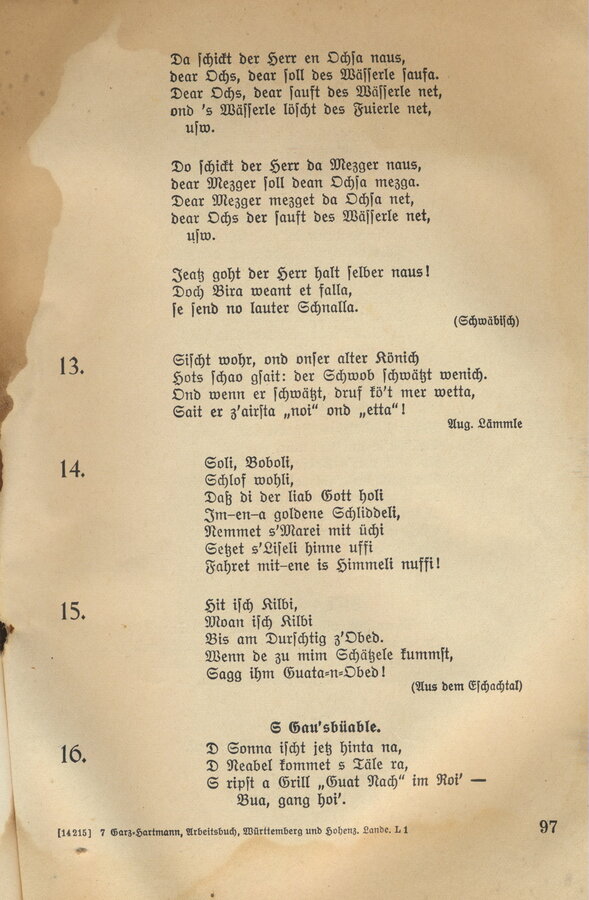 Da schickt der Herr en Ochsa naus,
dear Ochs, dear soll des Wässerle saufa.
Dear Ochs, dear sauft des Wässerle net,
ond 's Wässerle löscht des Fuierle net,
usw.
Do schickt der Herr da Mezger naus,
dear Mezger soll dean Ochsa mezga.
Dear Mezger mezget da Ochsa net,
dear Ochs der sauft des Wässerle net,
usw.
Jeatz goht der Herr halt selber naus!
Doch Bira weant et falla,
se send no lauter Schnalla.
(Schwäbisch)
13. Sischt wohr, ond onser alter Könich
Hots schao gsait: der Schwob schwätzt wenich.
Ond wenn er schwätzt, druf kö't mer wetta,
Sait er z'airsta „noi“ ond „etta“!
Aug. Lämmle
14. Soli, Boboli,
Schlof wohli,
Daß di der liab Gott holi
Im-en-a goldene Schliddeli,
Nemmet s'Marei mit üchi
Setzet s'Liseli hinne uffi
Fahret mit-ene is Himmeli nuffi!
15. Hit isch Kilbi,
Moan isch Kilbi
Bis am Durschtig z'Obed.
Wenn de zu mim Schätzele kummst,
Sagg ihm Guata-n-Obed!
(Aus dem Eschachtal)
S Gau'sbüable.
16. D Sonna ischt jetz hinta na,
D Neabel kommet s Täle ra,
S ripst a Grill „Guat Nach“ im Roi' —
Bua, gang hoi'.
[14215] 7 Garz-Hartmann, Arbeitsbuch, Württemberg und Hohenz. Lande. L 1
97